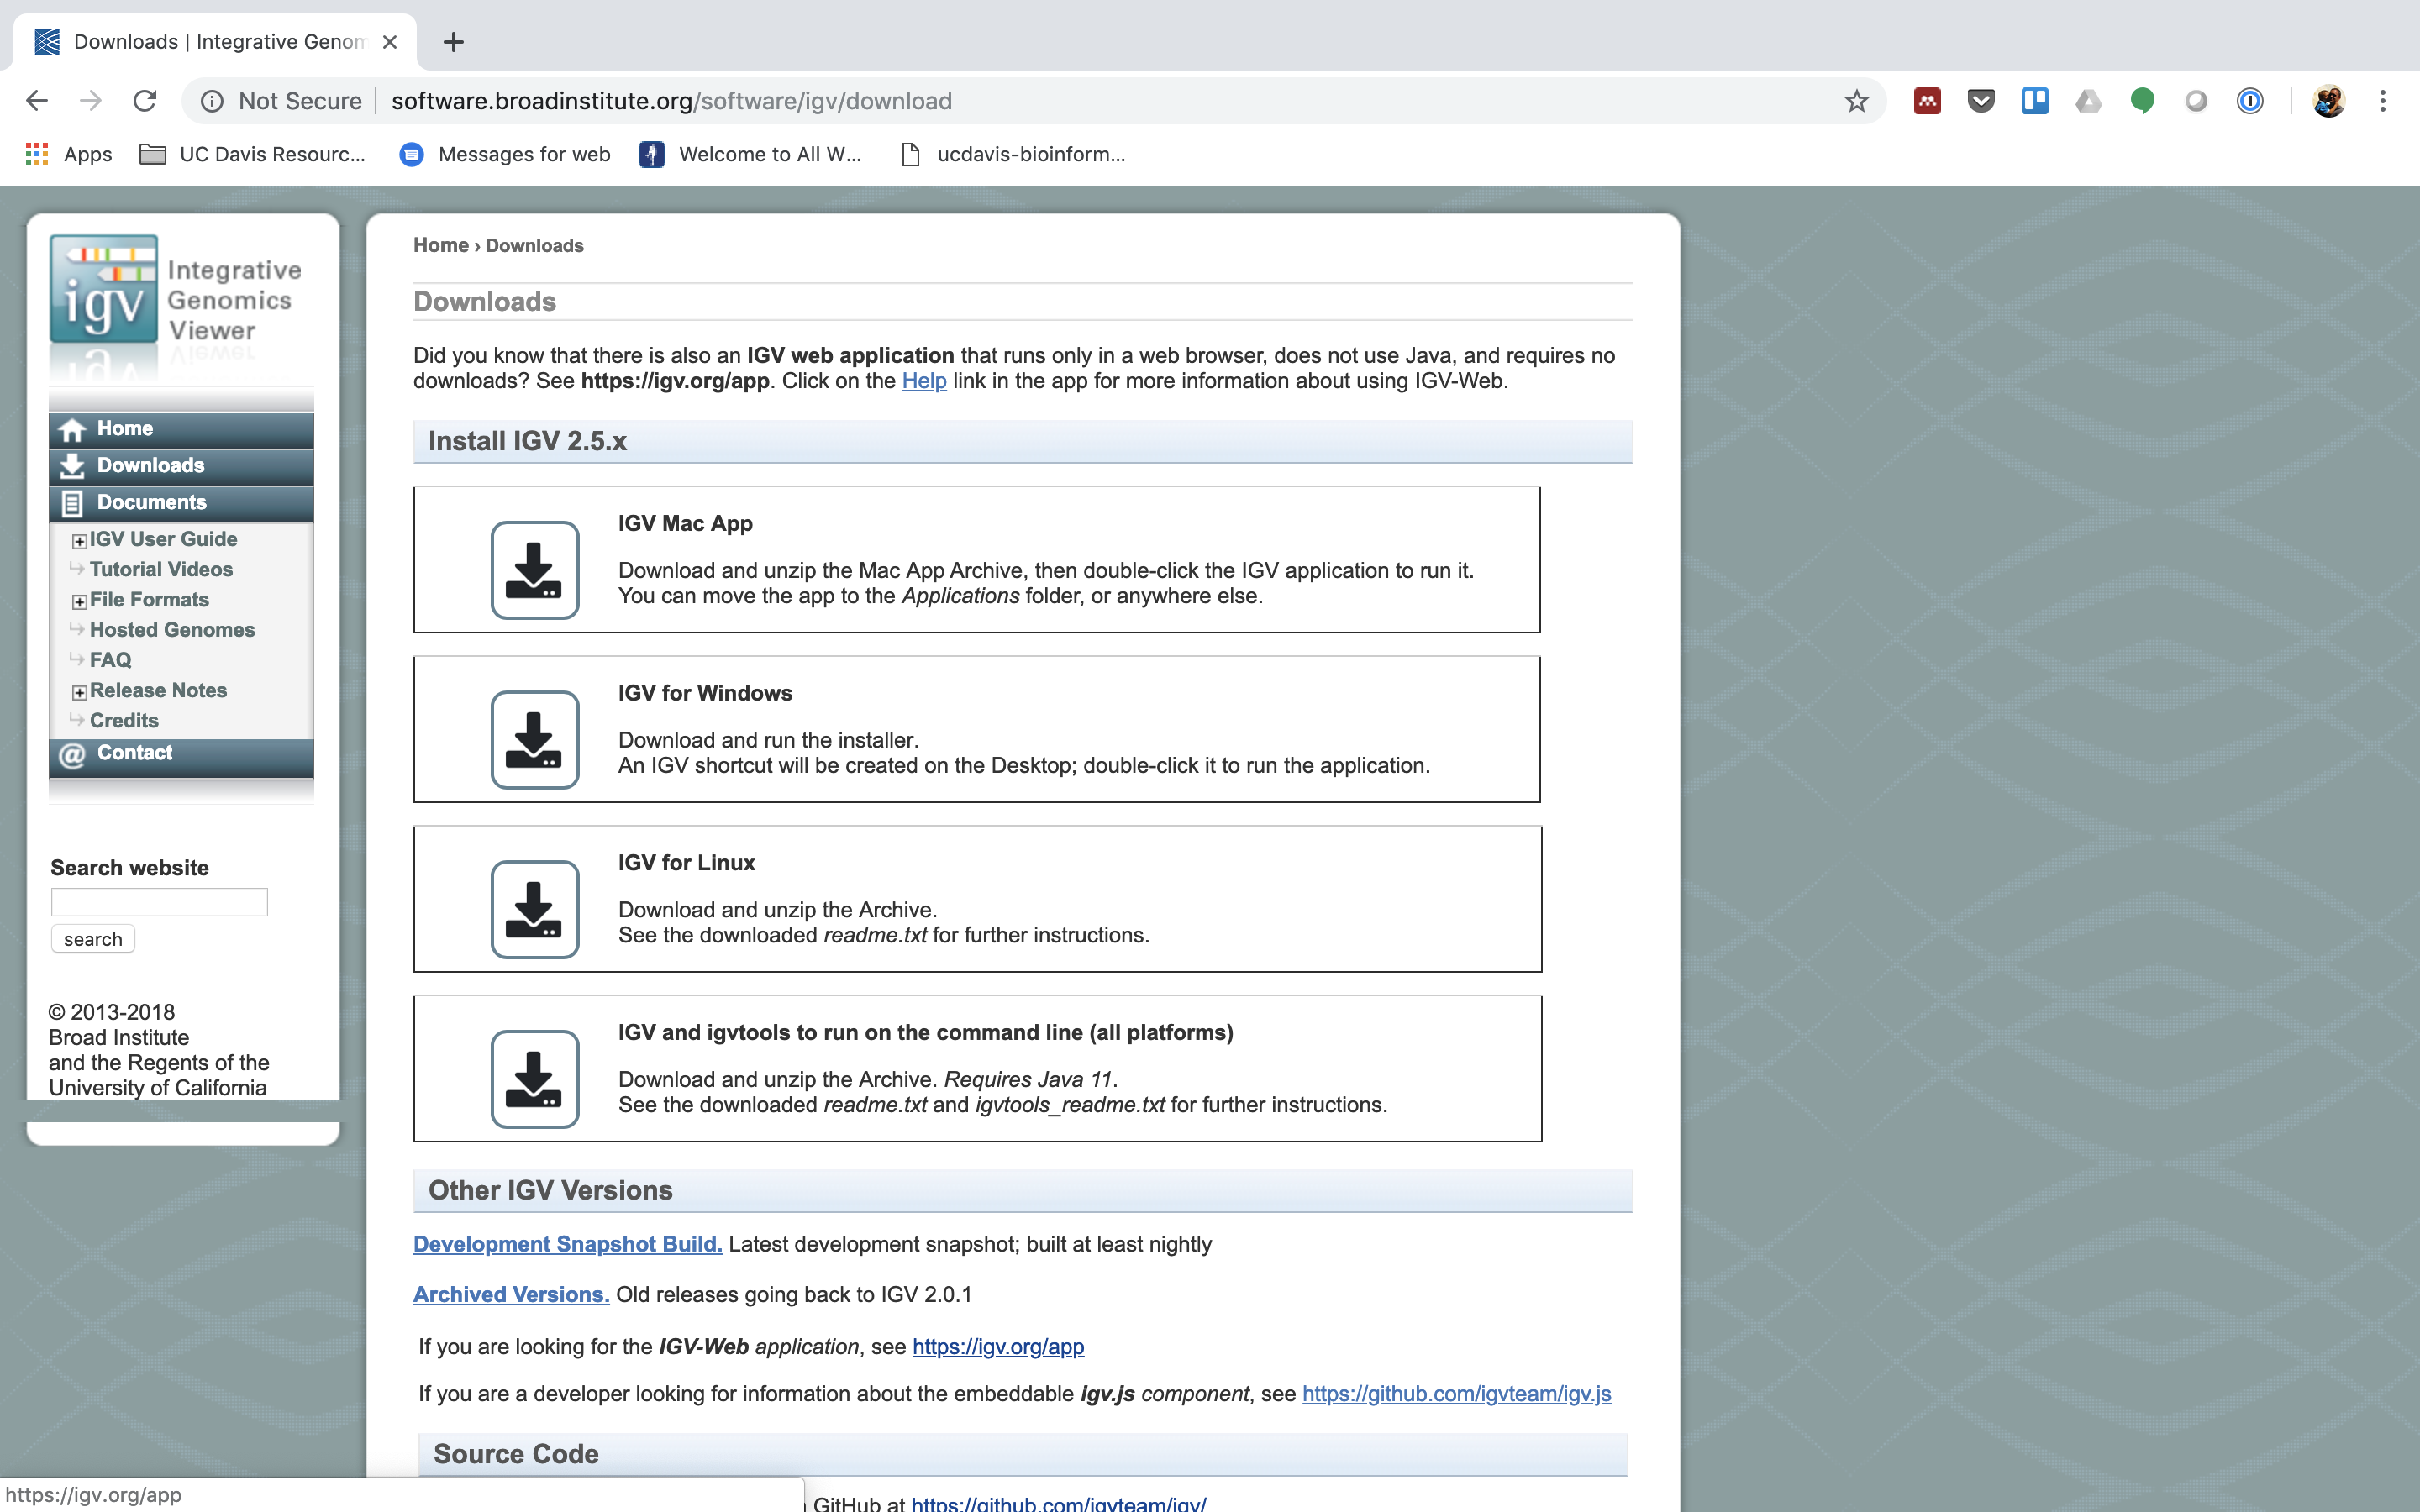 Downloads | Integrative Genom
Not Secure
software.broadinstitute.org/software/igv/download
Apps
UC Davis Resourc...
Messages for web
Welcome to All W...
ucdavis-bioinform...
igv
Integrative
Genomics
Viewer
Home
Downloads
Documents
IGV User Guide
Tutorial Videos
File Formats
Hosted Genomes
FAQ
Release Notes
Credits
@ Contact
Search website
search
© 2013-2018
Broad Institute
and the Regents of the
University of California
Home › Downloads
Downloads
Did you know that there is also an IGV web application that runs only in a web browser, does not use Java, and requires no
downloads? See https://igv.org/app. Click on the Help link in the app for more information about using IGV-Web.
Install IGV 2.5.x
IGV Mac App
Download and unzip the Mac App Archive, then double-click the IGV application to run it.
You can move the app to the Applications folder, or anywhere else.
IGV for Windows
Download and run the installer.
An IGV shortcut will be created on the Desktop; double-click it to run the application.
IGV for Linux
Download and unzip the Archive.
See the downloaded readme.txt for further instructions.
IGV and igvtools to run on the command line (all platforms)
Download and unzip the Archive. Requires Java 11.
See the downloaded readme.txt and igvtools_readme.txt for further instructions.
Other IGV Versions
Development Snapshot Build. Latest development snapshot; built at least nightly
Archived Versions. Old releases going back to IGV 2.0.1
If you are looking for the IGV-Web application, see https://igv.org/app
If you are a developer looking for information about the embeddable igv.js component, see https://github.com/igvteam/igv.js
Source Code
GitHub at https://github.com/igvteam/igv/
https://igv.org/app